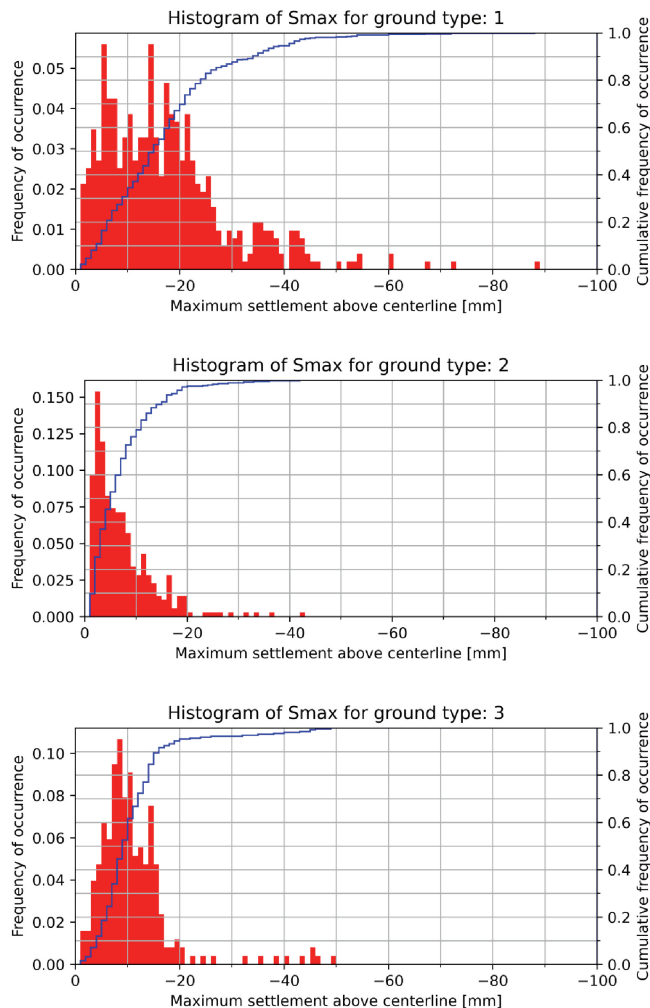 Histogram of Smax for ground type: 1
Frequency of occurrence
0.05
0.04
0.03
0.02
0.01
0.00
1.0
0.8
0.6
0.4
0.2
0.0
Cumulative frequency of occurrence
0 −20 −40 −60 −80 −100
Maximum settlement above centerline [mm]
Histogram of Smax for ground type: 2
Frequency of occurrence
0.150
0.125
0.100
0.075
0.050
0.025
0.000
1.0
0.8
0.6
0.4
0.2
0.0
Cumulative frequency of occurrence
0 −20 −40 −60 −80 −100
Maximum settlement above centerline [mm]
Histogram of Smax for ground type: 3
Frequency of occurrence
0.10
0.08
0.06
0.04
0.02
0.00
1.0
0.8
0.6
0.4
0.2
0.0
Cumulative frequency of occurrence
0 −20 −40 −60 −80 −100
Maximum settlement above centerline [mm]